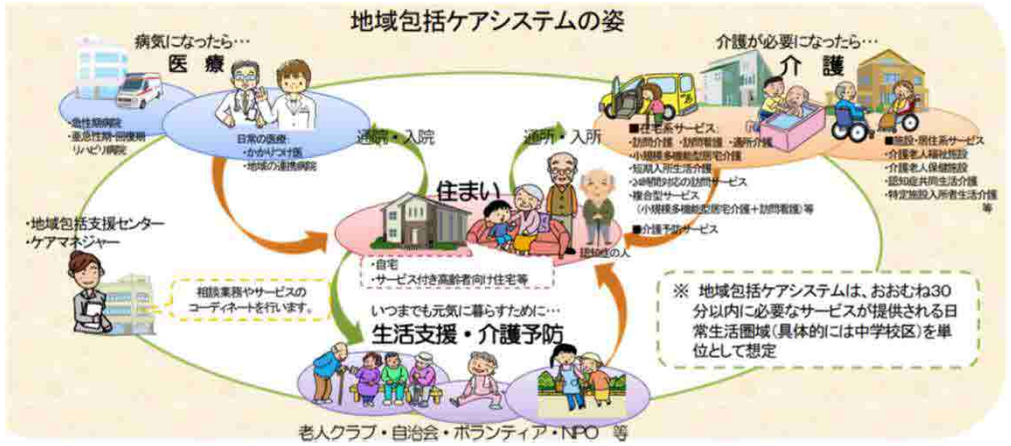 地域包括ケアシステムの姿
病気になったら…
医療
・急性期病院
・亜急性期・回復期
リハビリ病院
日常の医療:
・かかりつけ医
・地域の連携病院
通院・入院
通所・入所
介護が必要になったら…
介護
■在宅系サービス:
・訪問介護 ・訪問看護 ・通所介護
・小規模多機能型居宅介護
・短期入所生活介護
・24時間対応の訪問サービス
・複合型サービス
(小規模多機能型居宅介護+訪問看護)等
■介護予防サービス
■施設・居住系サービス
・介護老人福祉施設
・介護老人保健施設
・認知症共同生活介護
・特定施設入所者生活介護
等
住まい
・自宅
・サービス付き高齢者向け住宅等
認知症の人
・地域包括支援センター
・ケアマネジャー
相談業務やサービスの
コーディネートを行います。
いつまでも元気に暮らすために…
生活支援・介護予防
老人クラブ・自治会・ボランティア・NPO 等
※ 地域包括ケアシステムは、おおむね30
分以内に必要なサービスが提供される日
常生活圏域(具体的には中学校区)を単
位として想定